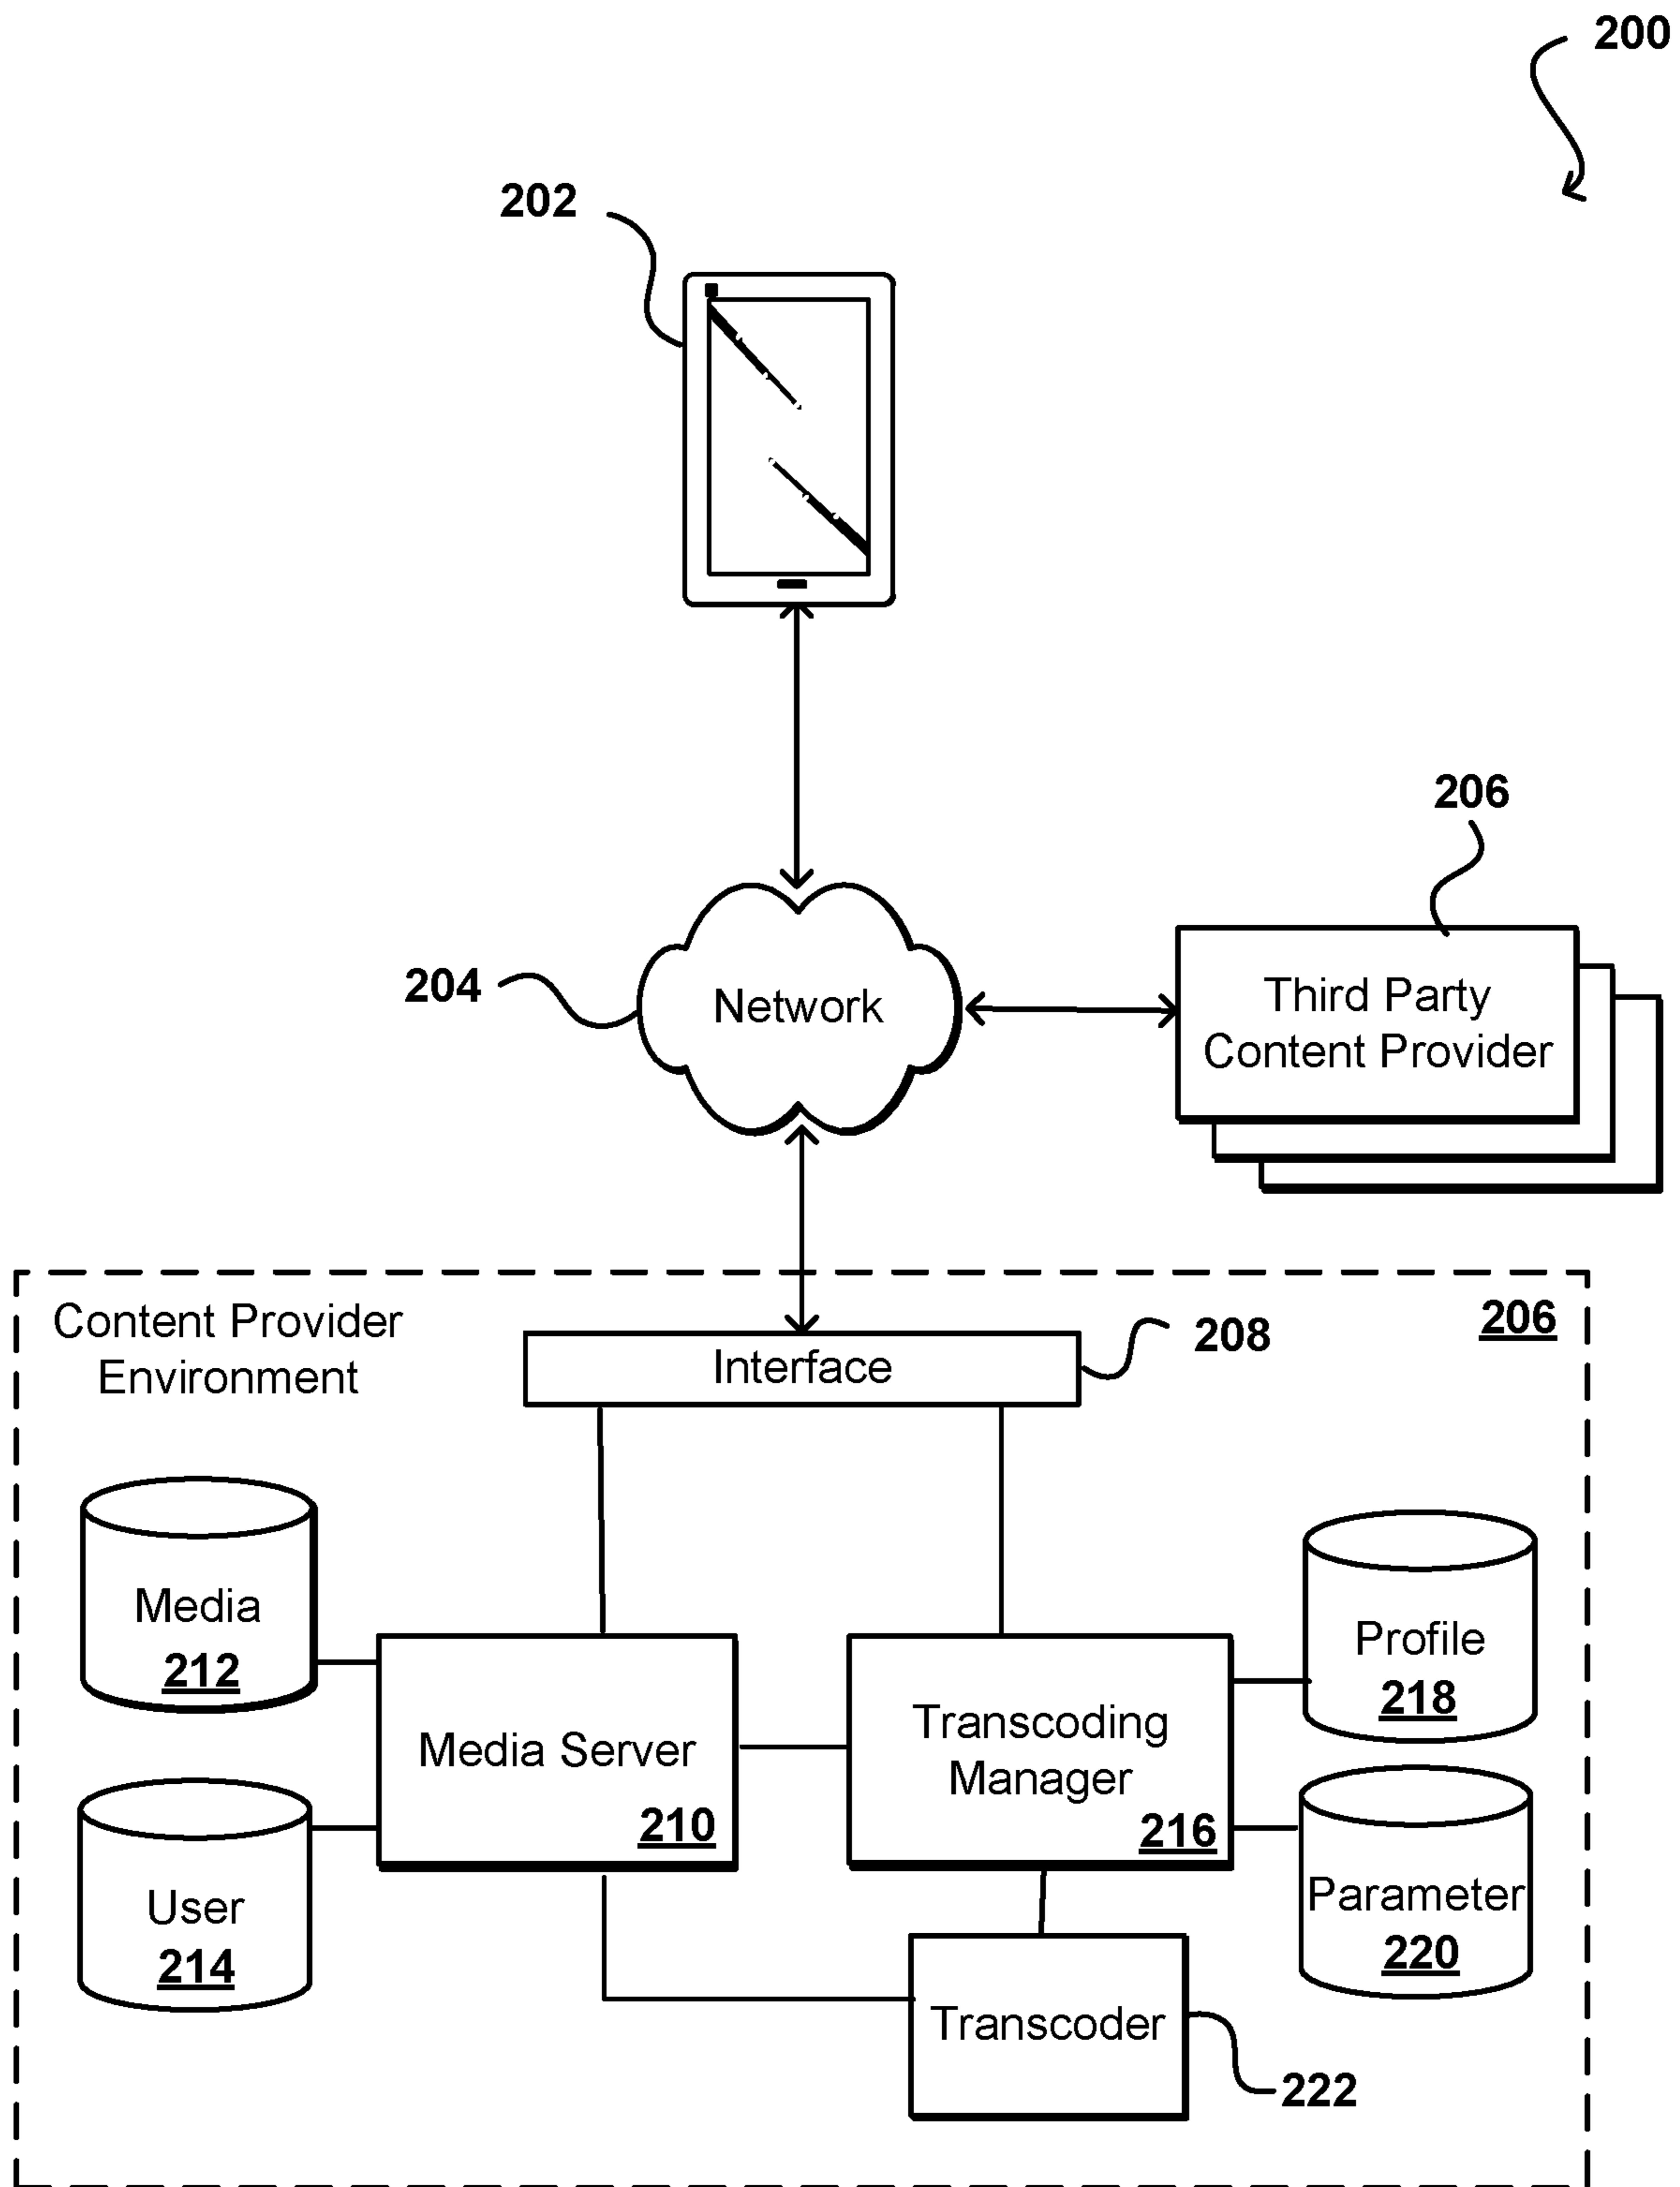 200
202
206
204
Network
Third Party
Content Provider
Content Provider
Environment
206
Interface
208
Media
212
User
214
Media Server
210
Transcoding
Manager
216
Profile
218
Parameter
220
Transcoder
222